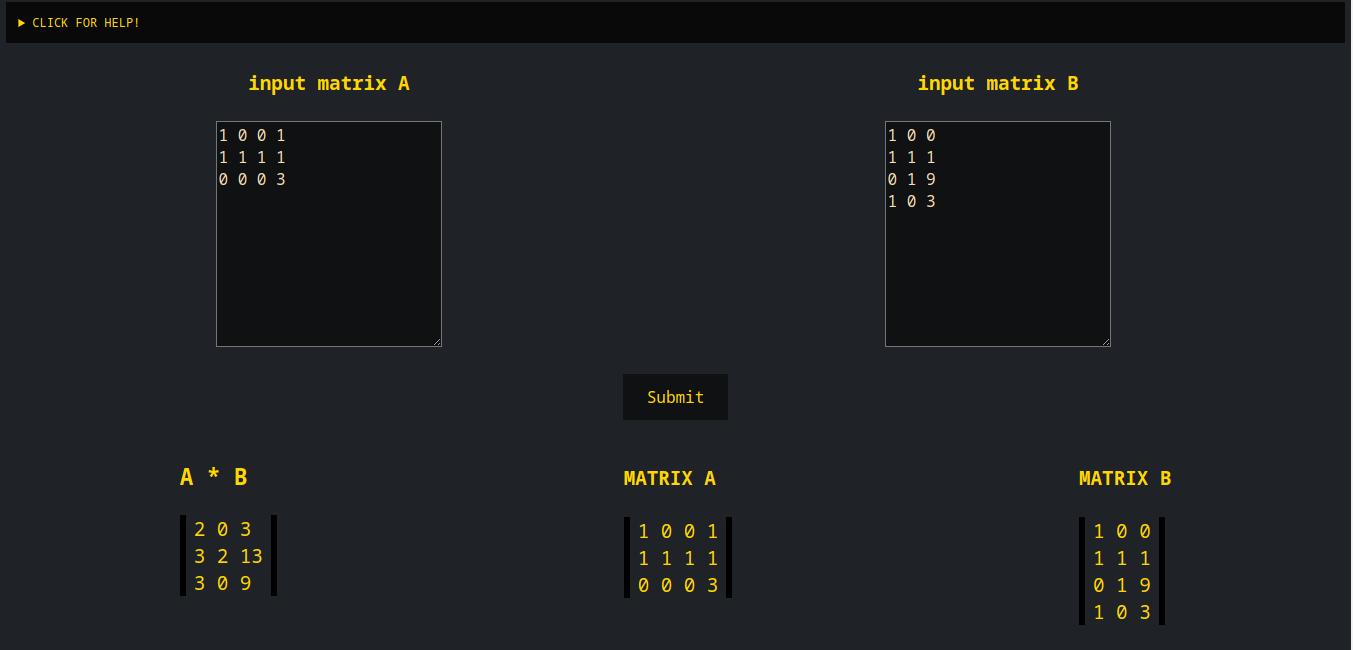 ▶ CLICK FOR HELP!
input matrix A
1 0 0 1
1 1 1 1
0 0 0 3
input matrix B
1 0 0
1 1 1
0 1 9
1 0 3
Submit
A * B
2 0 3
3 2 13
3 0 9
MATRIX A
1 0 0 1
1 1 1 1
0 0 0 3
MATRIX B
1 0 0
1 1 1
0 1 9
1 0 3